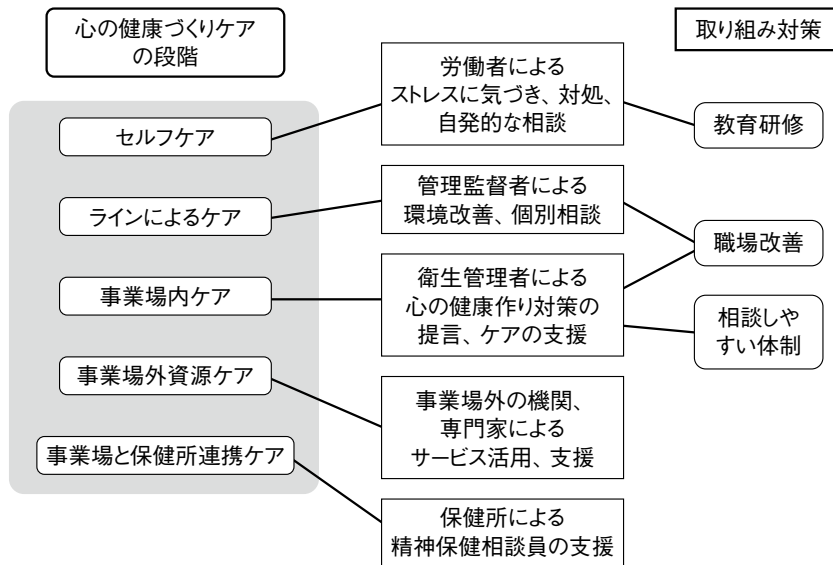 心の健康づくりケア
の段階
取り組み対策
労働者による
ストレスに気づき、対処、
自発的な相談
セルフケア
教育研修
管理監督者による
環境改善、個別相談
ラインによるケア
職場改善
衛生管理者による
心の健康作り対策の
提言、ケアの支援
事業場内ケア
相談しや
すい体制
事業場外資源ケア
事業場外の機関、
専門家による
サービス活用、支援
事業場と保健所連携ケア
保健所による
精神保健相談員の支援